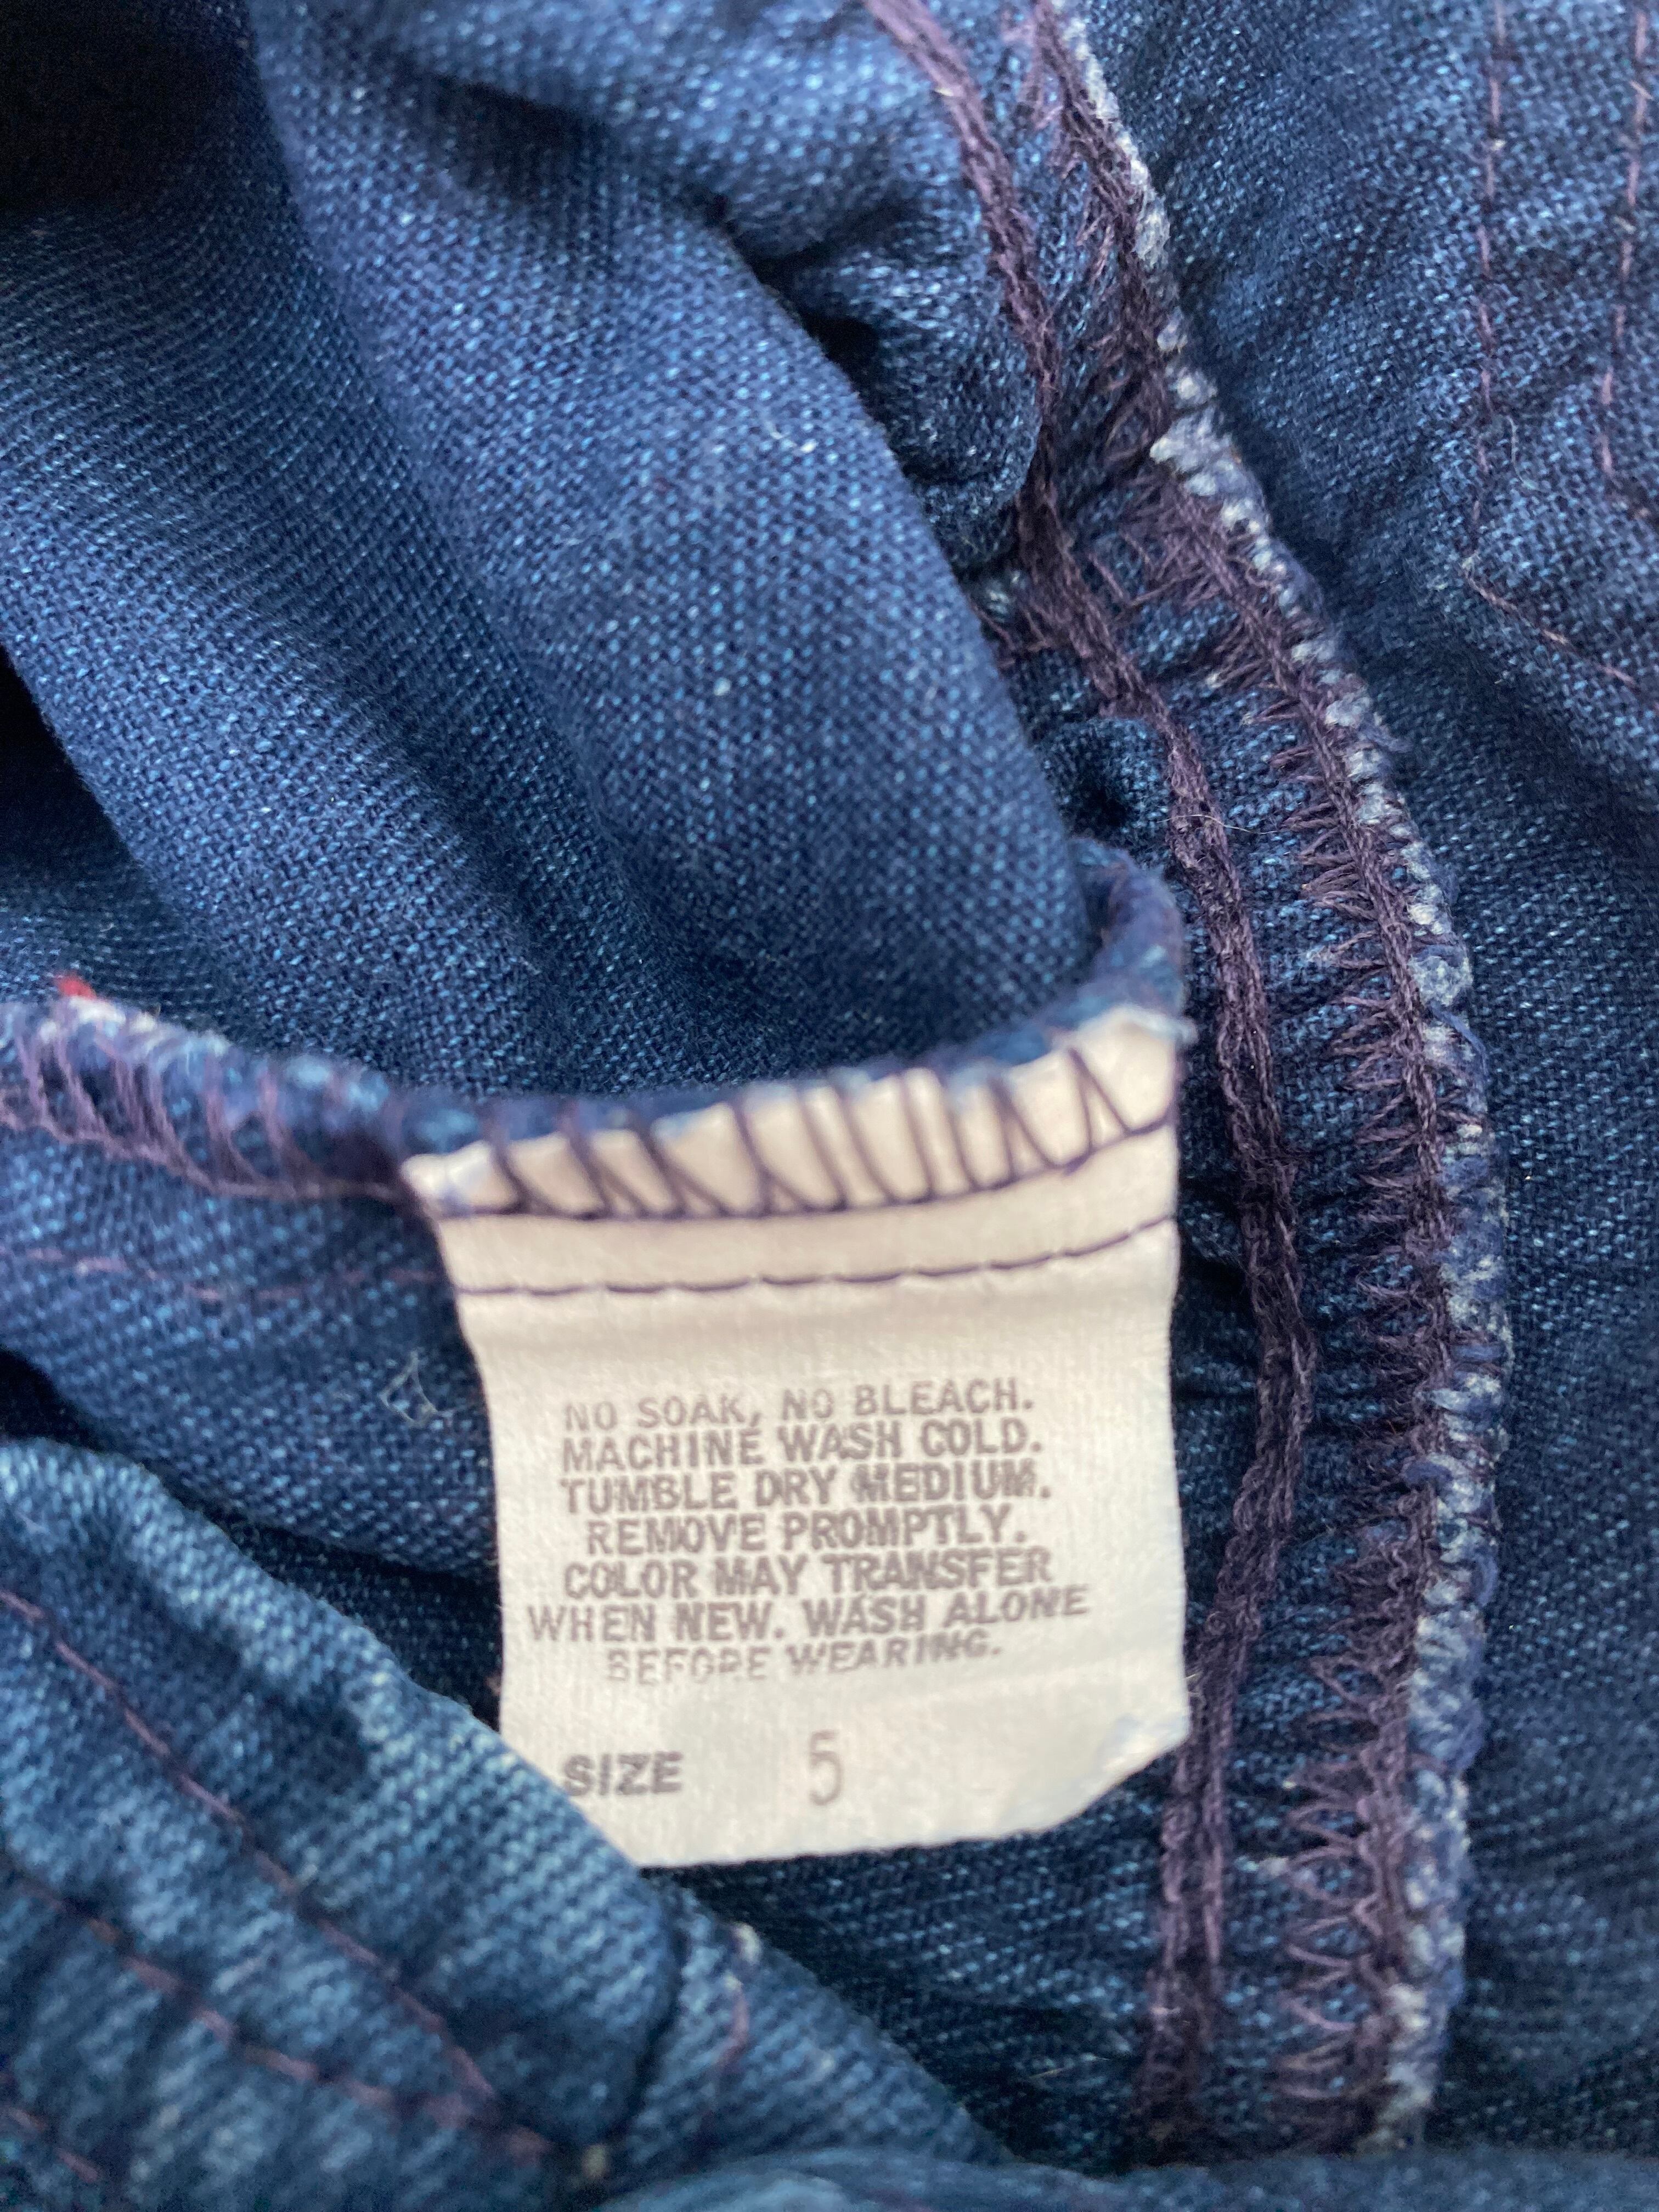 NO SOAK, NO BLEACH.
MACHINE WASH COLD.
TUMBLE DRY MEDIUM.
REMOVE PROMPTLY.
COLOR MAY TRANSFER
WHEN NEW. WASH ALONE
BEFORE WEARING.
SIZE 5